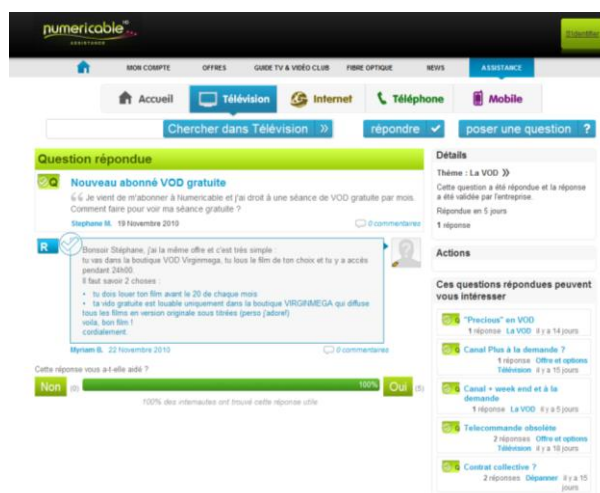 numericable
ASSISTANCE
S'identifier
MON COMPTE OFFRES GUIDE TV & VIDÉO CLUB FIBRE OPTIQUE NEWS ASSISTANCE
Accueil Télévision Internet Téléphone Mobile
Chercher dans Télévision » répondre poser une question ?
Question répondue
Q Nouveau abonné VOD gratuite
Je vient de m'abonner à Numericable et j'ai droit à une séance de VOD gratuite par mois.
Comment faire pour voir ma séance gratuite ?
Stephane M. 19 Novembre 2010 0 commentaires
R
Bonsoir Stéphane, j'ai la même offre et c'est très simple :
tu vas dans la boutique VOD Virginmega, tu lous le film de ton choix et tu y a accès
pendant 24h00.
Il faut savoir 2 choses :
• tu dois louer ton film avant le 20 de chaque mois
• ta vido gratuite est louable uniquement dans la boutique VIRGINMEGA qui diffuse
tous les films en version originale sous titrées (perso j'adore!)
voila, bon film !
cordialement.
Myriam B. 22 Novembre 2010 0 commentaires
Cette réponse vous a-t-elle aidé ?
Non (0) 100% Oui (5)
100% des internautes ont trouvé cette réponse utile
Détails
Thème : La VOD »
Cette question a été répondue et la réponse
a été validée par l'entreprise.
Répondue en 5 jours
1 réponse
Actions
Ces questions répondues peuvent
vous intéresser
Q "Precious" en VOD
1 réponse La VOD il y a 14 jours
Q Canal Plus à la demande ?
1 réponse Offre et options
Télévision il y a 15 jours
Q Canal + week end et à la
demande
1 réponse La VOD il y a 5 jours
Q Telecommande obsolète
2 réponses Offre et options
Télévision il y a 18 jours
Q Contrat collective ?
2 réponses Dépanner il y a 15
jours